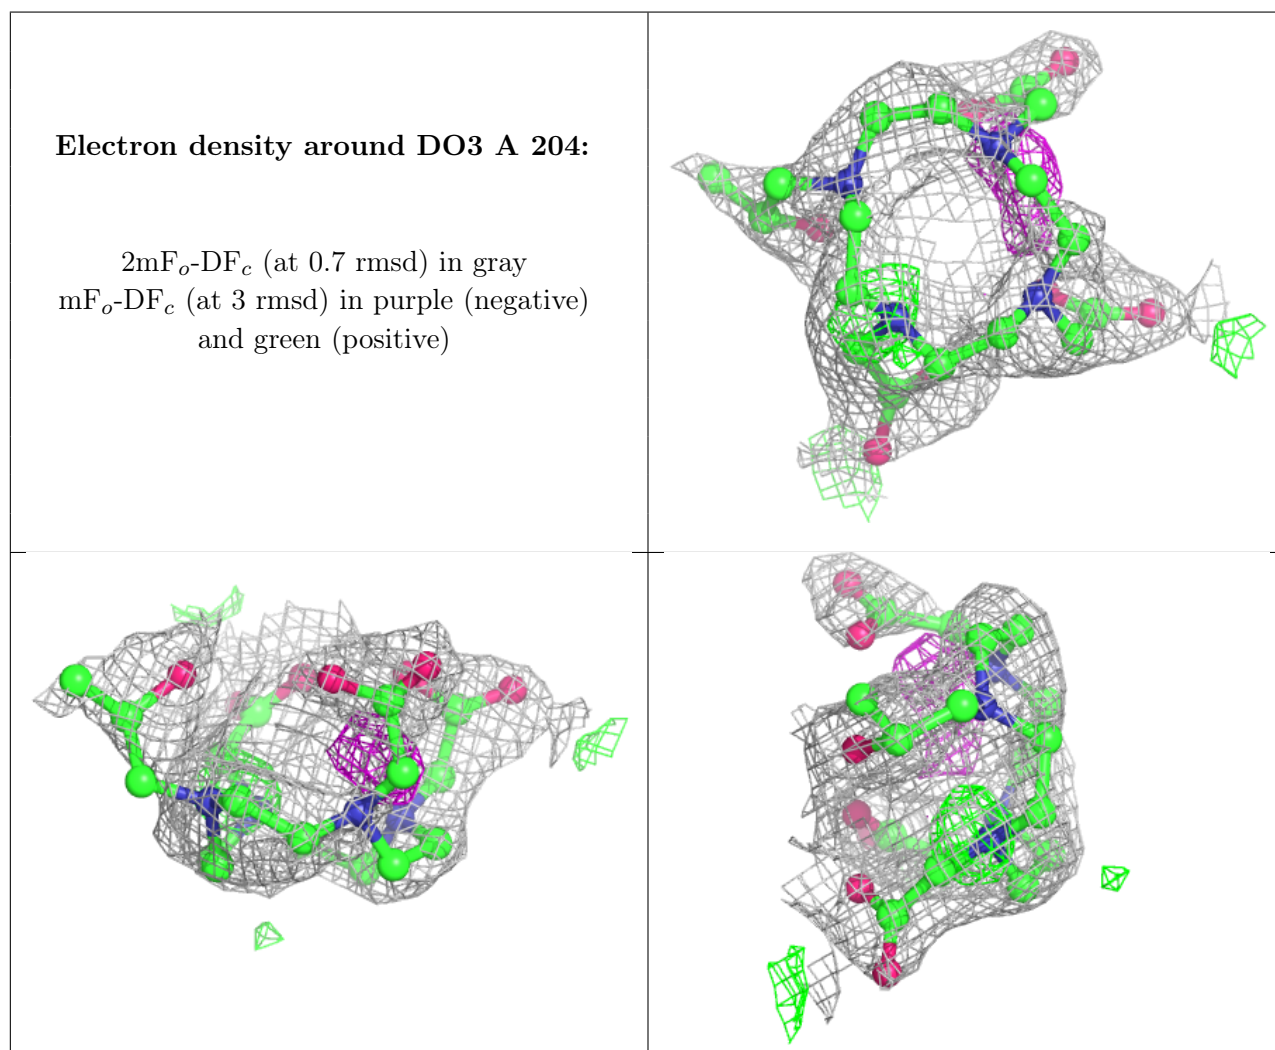 Electron density around DO3 A 204:
2mFₒ-DF𝒸 (at 0.7 rmsd) in gray
mFₒ-DF𝒸 (at 3 rmsd) in purple (negative)
and green (positive)